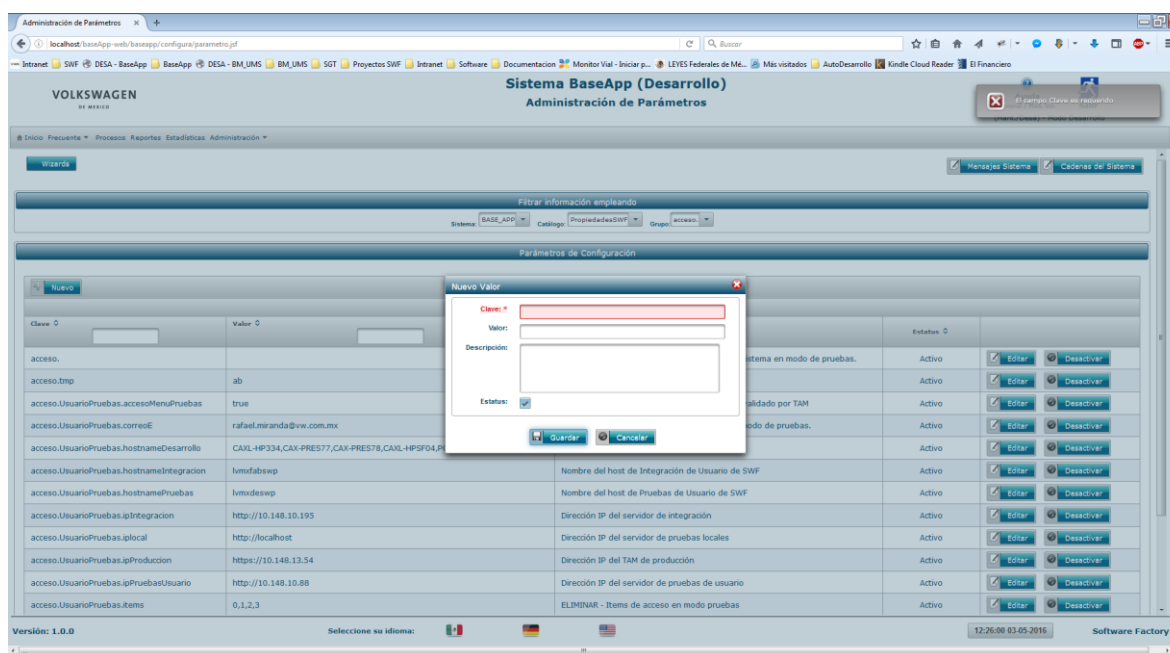 Administración de Parámetros
localhost/baseApp-web/baseapp/configura/parametro.jsf
Buscar
Intranet SWF DESA - BaseApp BaseApp DESA - BM_UMS BM_UMS SGT Proyectos SWF Intranet Software Documentacion Monitor Vial - Iniciar p... LEYES Federales de Mé... Más visitados AutoDesarrollo Kindle Cloud Reader El Financiero
VOLKSWAGEN
DE MEXICO
Sistema BaseApp (Desarrollo)
Administración de Parámetros
El campo Clave es requerido
Inicio Frecuente Procesos Reportes Estadísticas Administración
Wizards
Mensajes Sistema Cadenas del Sistema
Filtrar información empleando
Sistema: BASE_APP Catálogo: PropiedadesSWF Grupo: acceso.
Parámetros de Configuración
Nuevo
Nuevo Valor
Clave: *
Valor:
Descripción:
Estatus:
Guardar Cancelar
Clave Valor Estatus
acceso. istema en modo de pruebas. Activo Editar Desactivar
acceso.tmp ab Activo Editar Desactivar
acceso.UsuarioPruebas.accesoMenuPruebas true alidado por TAM Activo Editar Desactivar
acceso.UsuarioPruebas.correoE rafael.miranda@vw.com.mx odo de pruebas. Activo Editar Desactivar
acceso.UsuarioPruebas.hostnameDesarrollo CAXL-HP334,CAX-PRES77,CAX-PRES78,CAXL-HPSF04,P Activo Editar Desactivar
acceso.UsuarioPruebas.hostnameIntegracion lvmxfabswp Nombre del host de Integración de Usuario de SWF Activo Editar Desactivar
acceso.UsuarioPruebas.hostnamePruebas lvmxdeswp Nombre del host de Pruebas de Usuario de SWF Activo Editar Desactivar
acceso.UsuarioPruebas.ipIntegracion http://10.148.10.195 Dirección IP del servidor de integración Activo Editar Desactivar
acceso.UsuarioPruebas.iplocal http://localhost Dirección IP del servidor de pruebas locales Activo Editar Desactivar
acceso.UsuarioPruebas.ipProduccion https://10.148.13.54 Dirección IP del TAM de producción Activo Editar Desactivar
acceso.UsuarioPruebas.ipPruebasUsuario http://10.148.10.88 Dirección IP del servidor de pruebas de usuario Activo Editar Desactivar
acceso.UsuarioPruebas.items 0,1,2,3 ELIMINAR - Items de acceso en modo pruebas Activo Editar Desactivar
Versión: 1.0.0 Seleccione su idioma: 12:26:00 03-05-2016 Software Factory